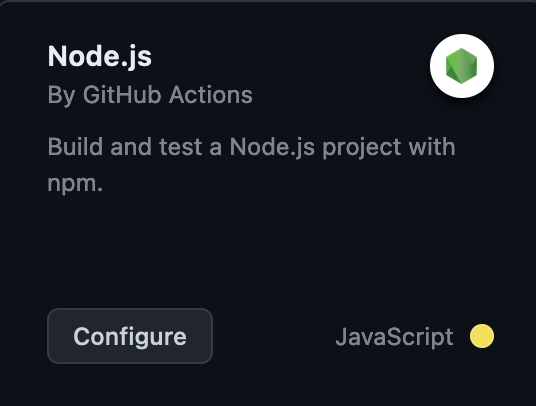 Node.js
By GitHub Actions
Build and test a Node.js project with
npm.
Configure
JavaScript